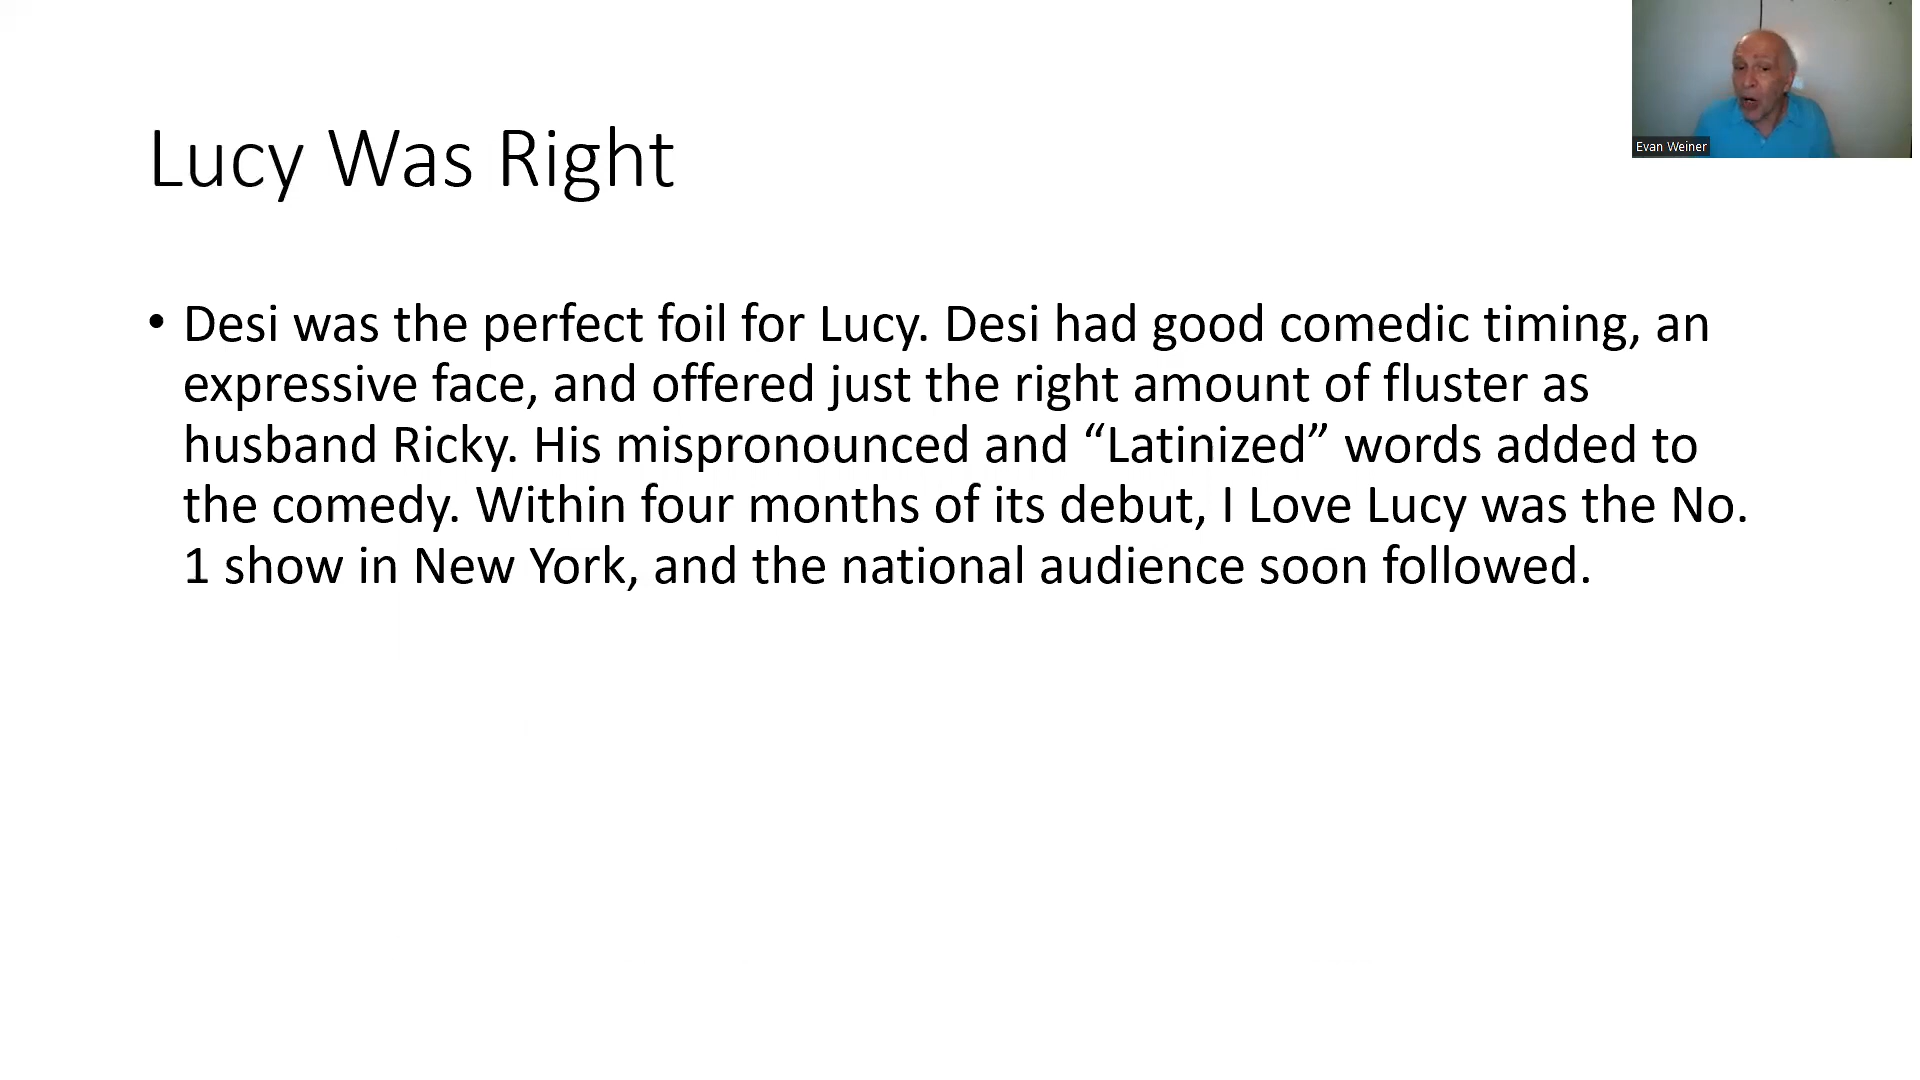 Lucy Was Right
Evan Weiner
• Desi was the perfect foil for Lucy. Desi had good comedic timing, an
expressive face, and offered just the right amount of fluster as
husband Ricky. His mispronounced and “Latinized” words added to
the comedy. Within four months of its debut, I Love Lucy was the No.
1 show in New York, and the national audience soon followed.